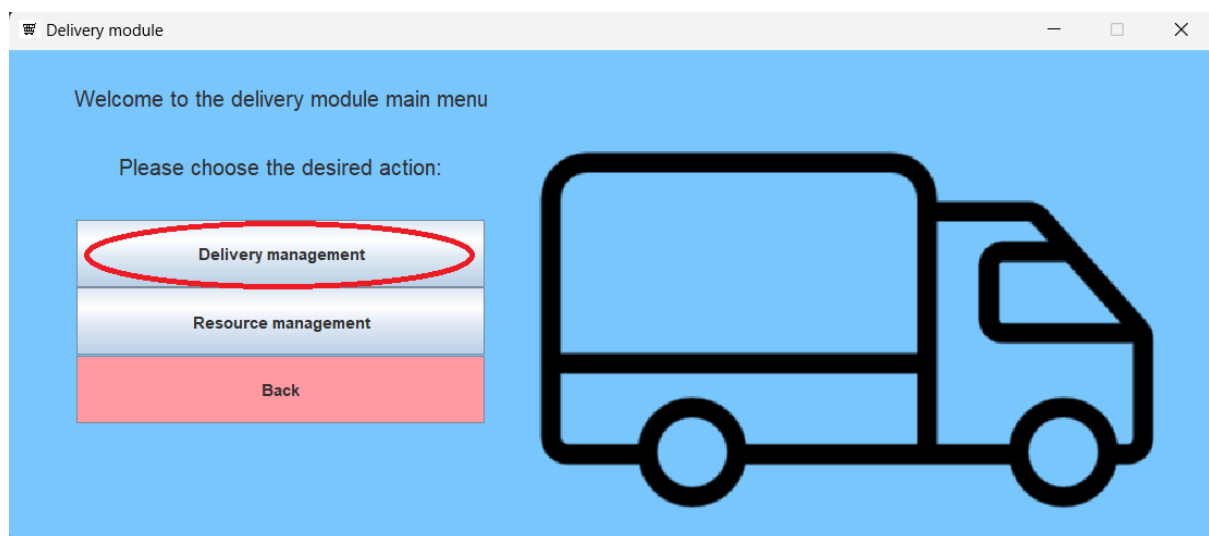 Delivery module
Welcome to the delivery module main menu
Please choose the desired action:
Delivery management
Resource management
Back